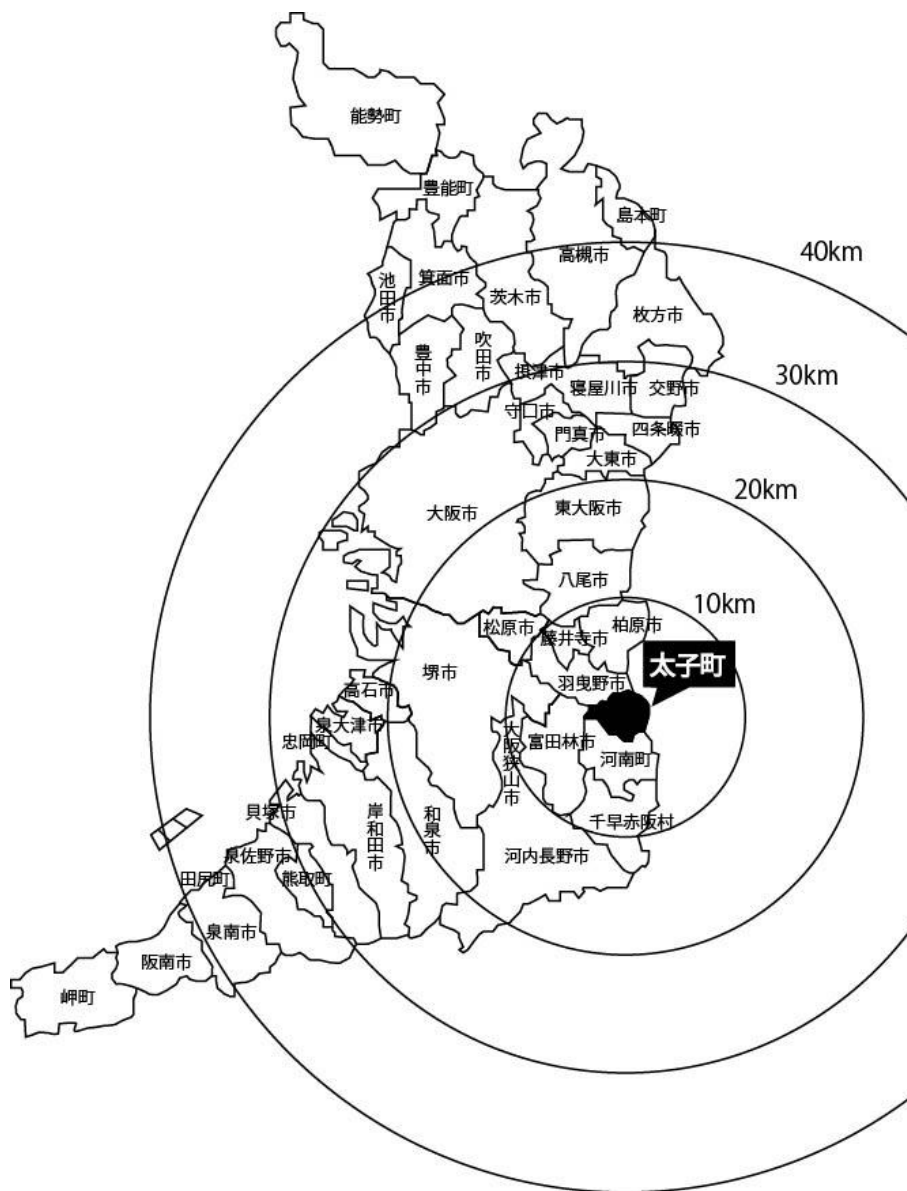 能勢町
豊能町
島本町
高槻市
40km
箕面市
池田市
茨木市
枚方市
吹田市
豊中市
摂津市
30km
寝屋川市
交野市
守口市
門真市
四条畷市
大東市
20km
大阪市
東大阪市
八尾市
10km
松原市
藤井寺市
柏原市
太子町
堺市
羽曳野市
高石市
泉大津市
忠岡町
大阪狭山市
富田林市
河南町
貝塚市
岸和田市
和泉市
千早赤阪村
泉佐野市
河内長野市
田尻町
熊取町
泉南市
阪南市
岬町